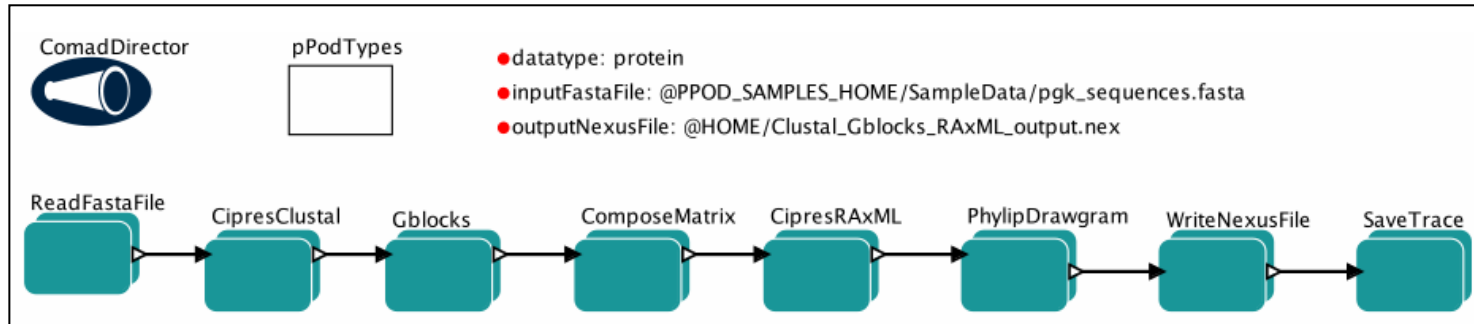 ComadDirector
pPodTypes
datatype: protein
inputFastaFile: @PPOD_SAMPLES_HOME/SampleData/pgk_sequences.fasta
outputNexusFile: @HOME/Clustal_Gblocks_RAxML_output.nex
ReadFastaFile
CipresClustal
Gblocks
ComposeMatrix
CipresRAxML
PhylipDrawgram
WriteNexusFile
SaveTrace